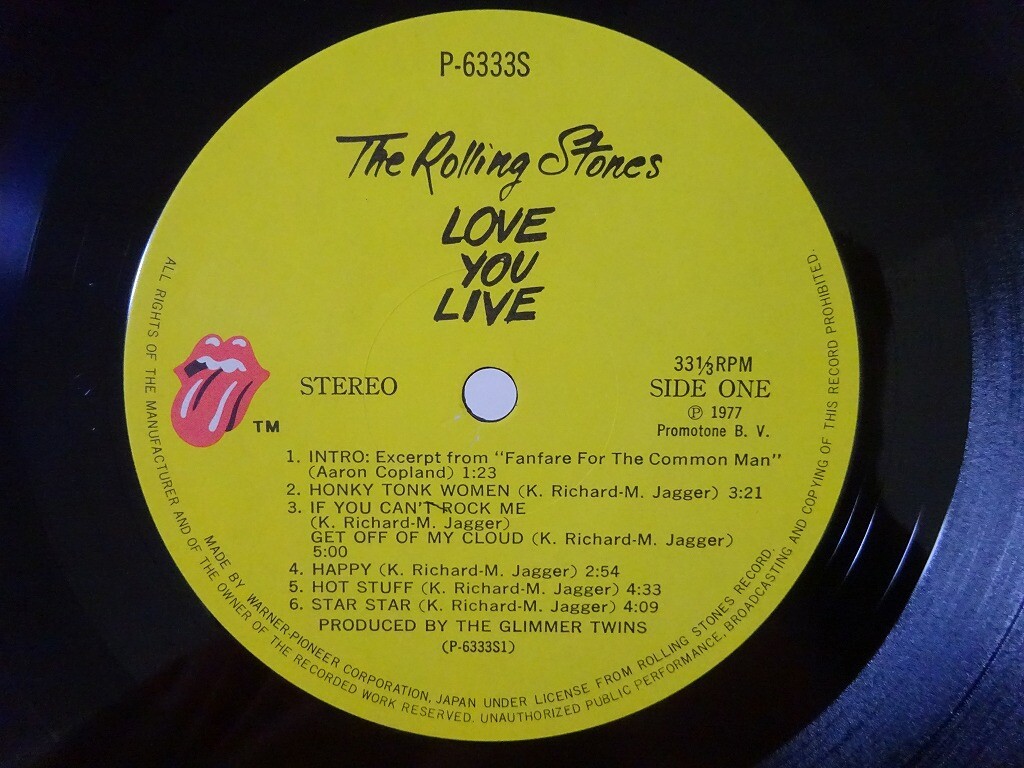 P-6333S
The Rolling Stones
LOVE
YOU
LIVE
STEREO
33⅓RPM
SIDE ONE
Ⓟ 1977
Promotone B. V.
TM
1. INTRO: Excerpt from "Fanfare For The Common Man"
(Aaron Copland) 1:23
2. HONKY TONK WOMEN (K. Richard-M. Jagger) 3:21
3. IF YOU CAN'T ROCK ME
(K. Richard-M. Jagger)
GET OFF OF MY CLOUD (K. Richard-M. Jagger)
5:00
4. HAPPY (K. Richard-M. Jagger) 2:54
5. HOT STUFF (K. Richard-M. Jagger) 4:33
6. STAR STAR (K. Richard-M. Jagger) 4:09
PRODUCED BY THE GLIMMER TWINS
(P-6333S1)
MADE BY WARNER-PIONEER CORPORATION, JAPAN UNDER LICENSE FROM ROLLING STONES RECORD.
ALL RIGHTS OF THE MANUFACTURER AND OF THE OWNER OF THE RECORDED WORK RESERVED. UNAUTHORIZED PUBLIC PERFORMANCE, BROADCASTING AND COPYING OF THIS RECORD PROHIBITED.